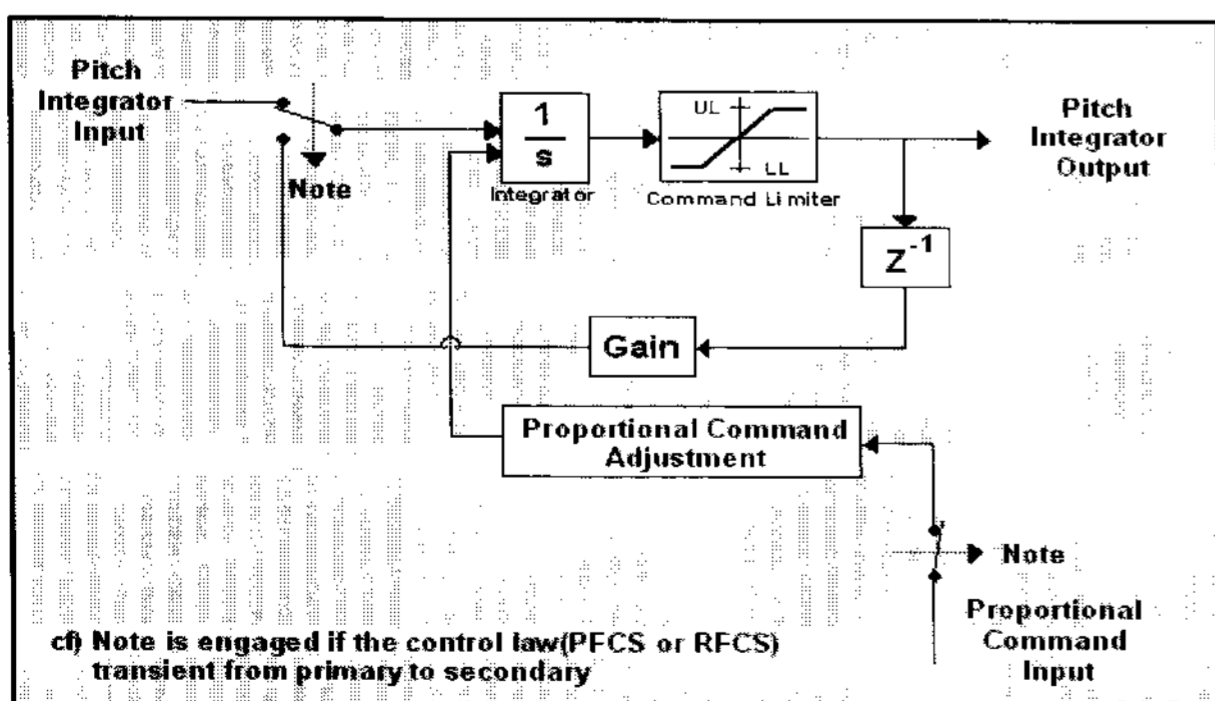 Pitch
Integrator
Input
Note
1
s
Integrator
UL
LL
Command Limiter
Pitch
Integrator
Output
Z-1
Gain
Proportional Command
Adjustment
Note
Proportional
Command
Input
cf) Note is engaged if the control law(PFCS or RFCS)
transient from primary to secondary